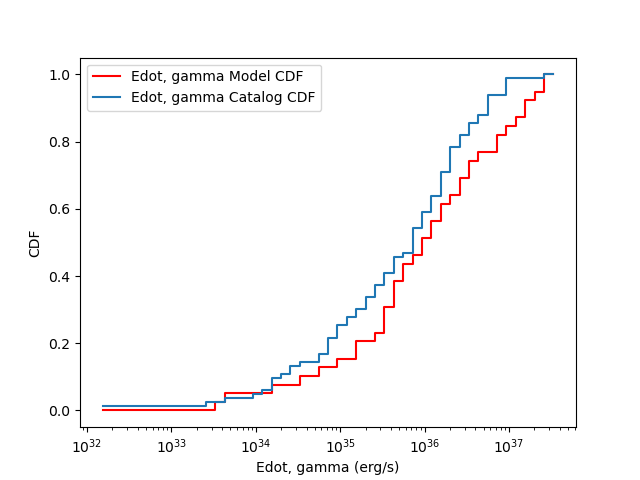 Edot, gamma Model CDF
Edot, gamma Catalog CDF
1.0
0.8
0.6
0.4
0.2
0.0
CDF
10³² 10³³ 10³⁴ 10³⁵ 10³⁶ 10³⁷
Edot, gamma (erg/s)